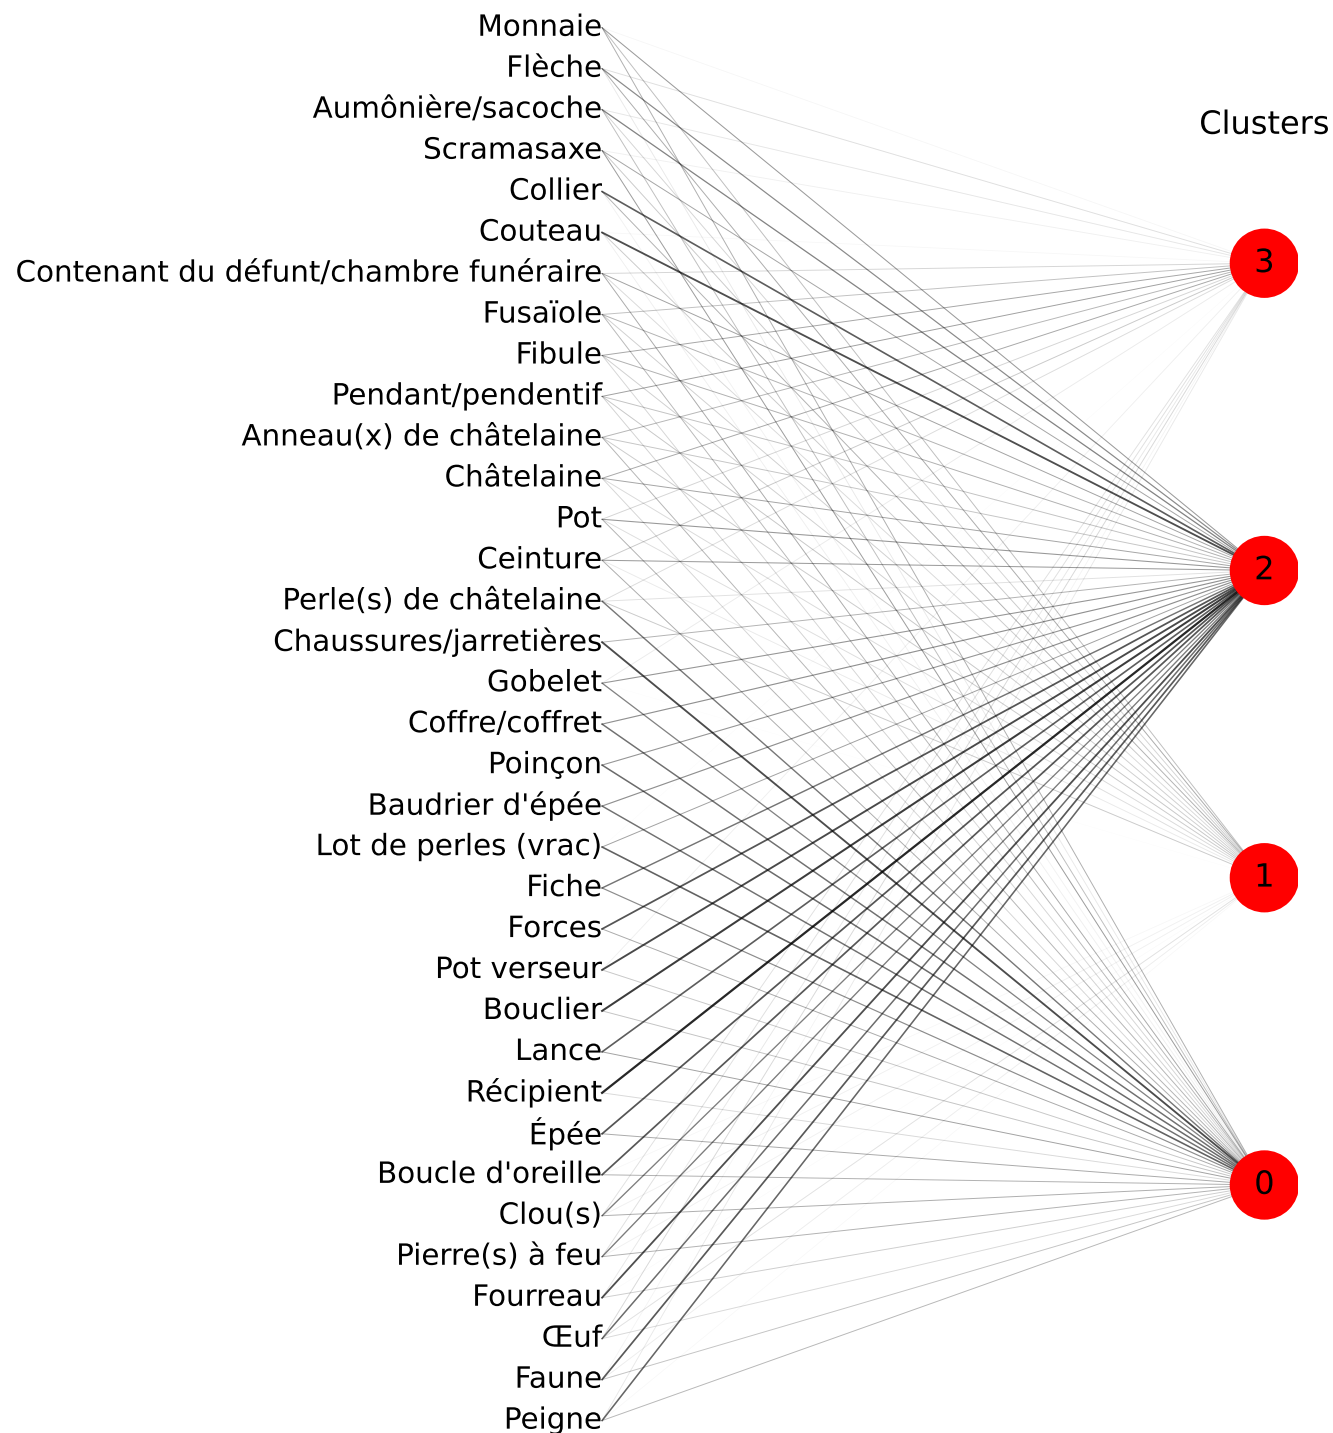 Monnaie
Flèche
Aumônière/sacoche
Scramasaxe
Collier
Couteau
Contenant du défunt/chambre funéraire
Fusaïole
Fibule
Pendant/pendentif
Anneau(x) de châtelaine
Châtelaine
Pot
Ceinture
Perle(s) de châtelaine
Chaussures/jarretières
Gobelet
Coffre/coffret
Poinçon
Baudrier d'épée
Lot de perles (vrac)
Fiche
Forces
Pot verseur
Bouclier
Lance
Récipient
Épée
Boucle d'oreille
Clou(s)
Pierre(s) à feu
Fourreau
Œuf
Faune
Peigne
Clusters
3
2
1
0